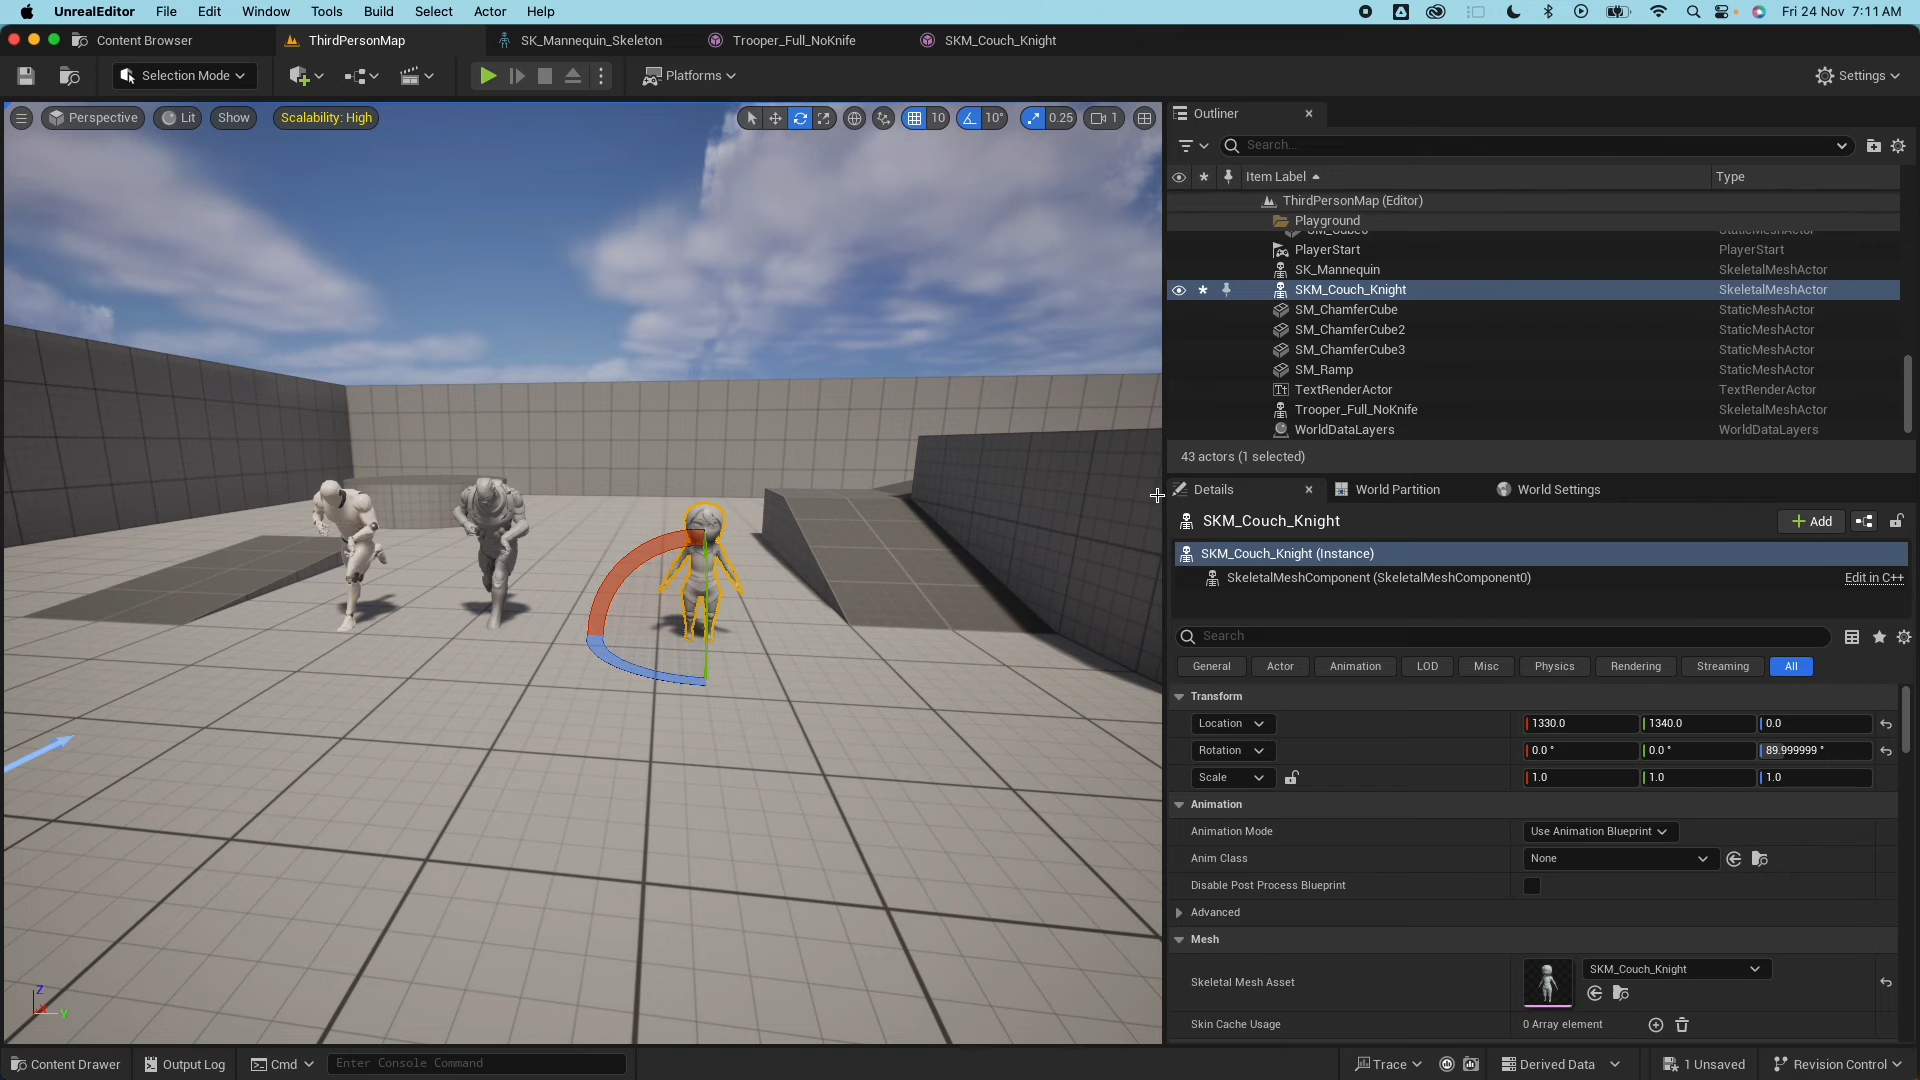 UnrealEditor File Edit Window Tools Build Select Actor Help Fri 24 Nov 7:11 AM
Content Browser ThirdPersonMap SK_Mannequin_Skeleton Trooper_Full_NoKnife SKM_Couch_Knight
Selection Mode Platforms Settings
Perspective Lit Show Scalability: High 10 10° 0.25 1
Outliner
Search...
Item Label Type
ThirdPersonMap (Editor)
Playground
SM_Cube6 StaticMeshActor
PlayerStart PlayerStart
SK_Mannequin SkeletalMeshActor
SKM_Couch_Knight SkeletalMeshActor
SM_ChamferCube StaticMeshActor
SM_ChamferCube2 StaticMeshActor
SM_ChamferCube3 StaticMeshActor
SM_Ramp StaticMeshActor
TextRenderActor TextRenderActor
Trooper_Full_NoKnife SkeletalMeshActor
WorldDataLayers WorldDataLayers
43 actors (1 selected)
Details World Partition World Settings
SKM_Couch_Knight Add
SKM_Couch_Knight (Instance)
SkeletalMeshComponent (SkeletalMeshComponent0) Edit in C++
Search
General Actor Animation LOD Misc Physics Rendering Streaming All
Transform
Location 1330.0 1340.0 0.0
Rotation 0.0 ° 0.0 ° 89.999999 °
Scale 1.0 1.0 1.0
Animation
Animation Mode Use Animation Blueprint
Anim Class None
Disable Post Process Blueprint
Advanced
Mesh
Skeletal Mesh Asset SKM_Couch_Knight
Skin Cache Usage 0 Array element
Z
X
Y
Content Drawer Output Log Cmd Enter Console Command Trace Derived Data 1 Unsaved Revision Control